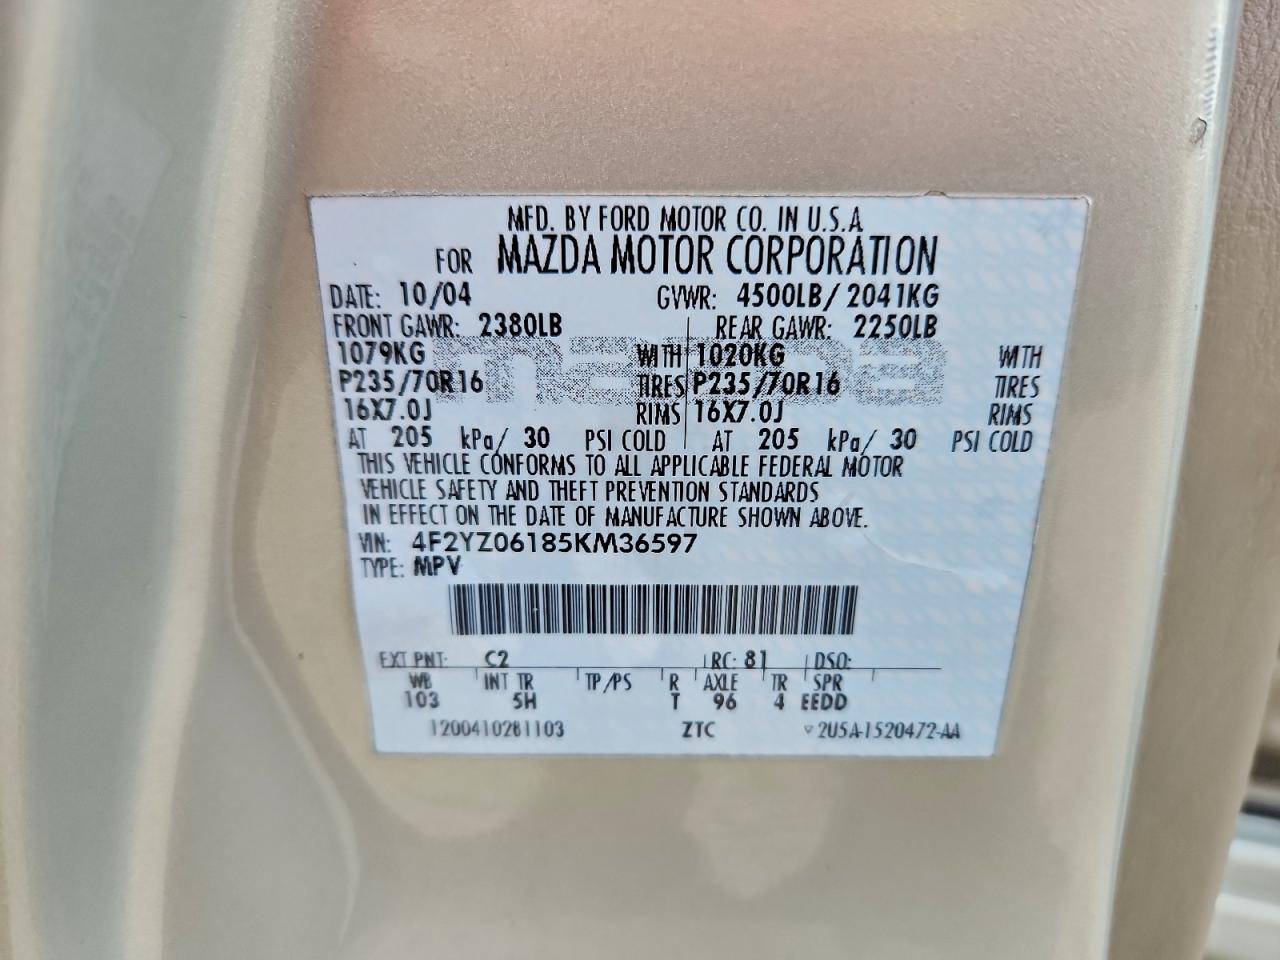 MFD. BY FORD MOTOR CO. IN U.S.A
FOR MAZDA MOTOR CORPORATION
DATE: 10/04 GVWR: 4500LB/ 2041KG
FRONT GAWR: 2380LB REAR GAWR: 2250LB
1079KG WITH 1020KG WITH
P235/70R16 TIRES P235/70R16 TIRES
16X7.0J RIMS 16X7.0J RIMS
AT 205 kPa/ 30 PSI COLD AT 205 kPa/ 30 PSI COLD
THIS VEHICLE CONFORMS TO ALL APPLICABLE FEDERAL MOTOR
VEHICLE SAFETY AND THEFT PREVENTION STANDARDS
IN EFFECT ON THE DATE OF MANUFACTURE SHOWN ABOVE.
VIN: 4F2YZ06185KM36597
TYPE: MPV
EXT PNT: C2 RC: 81 DSO:
WB INT TR TP/PS R AXLE TR SPR
103 5H T 96 4 EEDD
1200410281103 ZTC 2U5A-1520472-AA